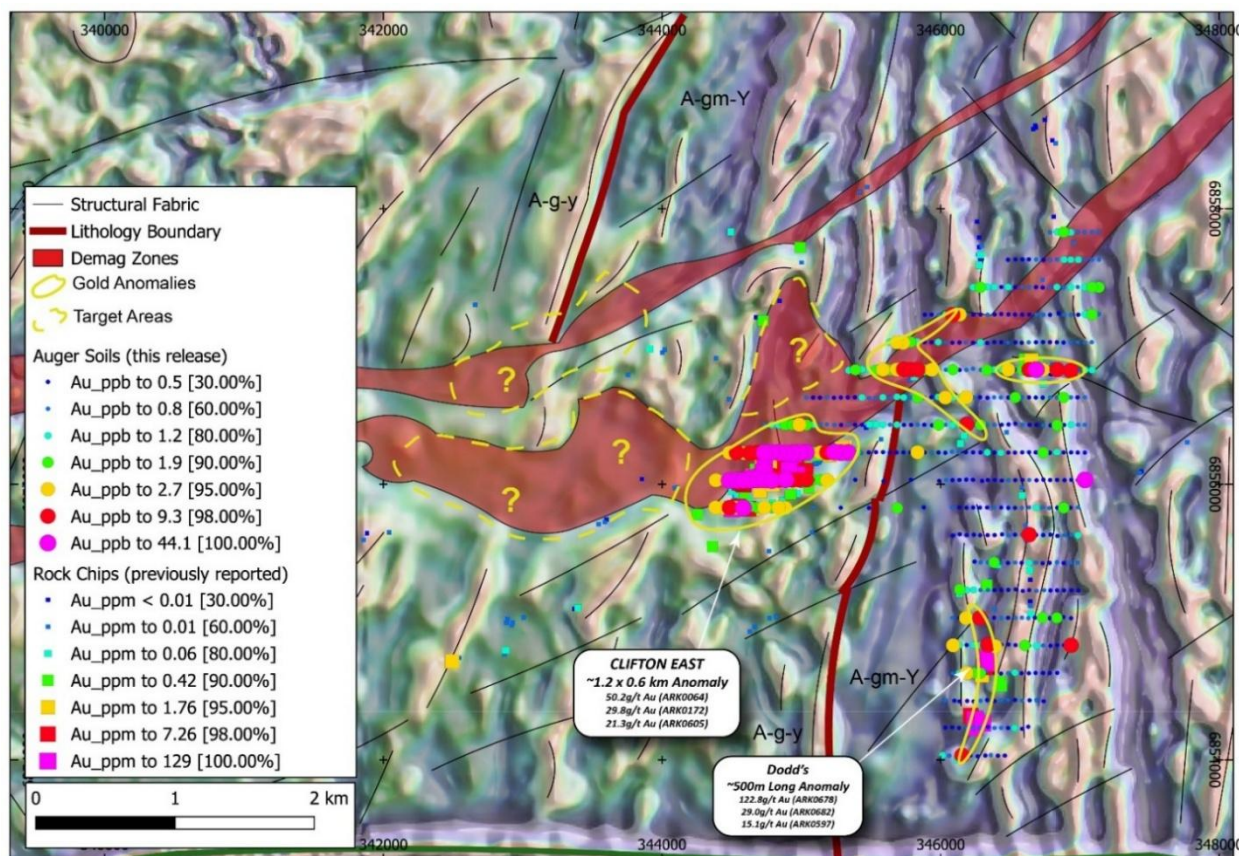 340000
342000
344000
346000
348000
A-gm-Y
A-g-y
6858000
Structural Fabric
Lithology Boundary
Demag Zones
Gold Anomalies
Target Areas
Auger Soils (this release)
Au_ppb to 0.5 [30.00%]
Au_ppb to 0.8 [60.00%]
Au_ppb to 1.2 [80.00%]
Au_ppb to 1.9 [90.00%]
Au_ppb to 2.7 [95.00%]
Au_ppb to 9.3 [98.00%]
Au_ppb to 44.1 [100.00%]
Rock Chips (previously reported)
Au_ppm < 0.01 [30.00%]
Au_ppm to 0.01 [60.00%]
Au_ppm to 0.06 [80.00%]
Au_ppm to 0.42 [90.00%]
Au_ppm to 1.76 [95.00%]
Au_ppm to 7.26 [98.00%]
Au_ppm to 129 [100.00%]
0 1 2 km
?
?
?
?
6856000
CLIFTON EAST
~1.2 x 0.6 km Anomaly
50.2g/t Au (ARK0064)
29.8g/t Au (ARK0172)
21.3g/t Au (ARK0605)
A-gm-Y
A-g-y
Dodd's
~500m Long Anomaly
122.8g/t Au (ARK0678)
29.0g/t Au (ARK0682)
15.1g/t Au (ARK0597)
6854000
342000
344000
346000
348000